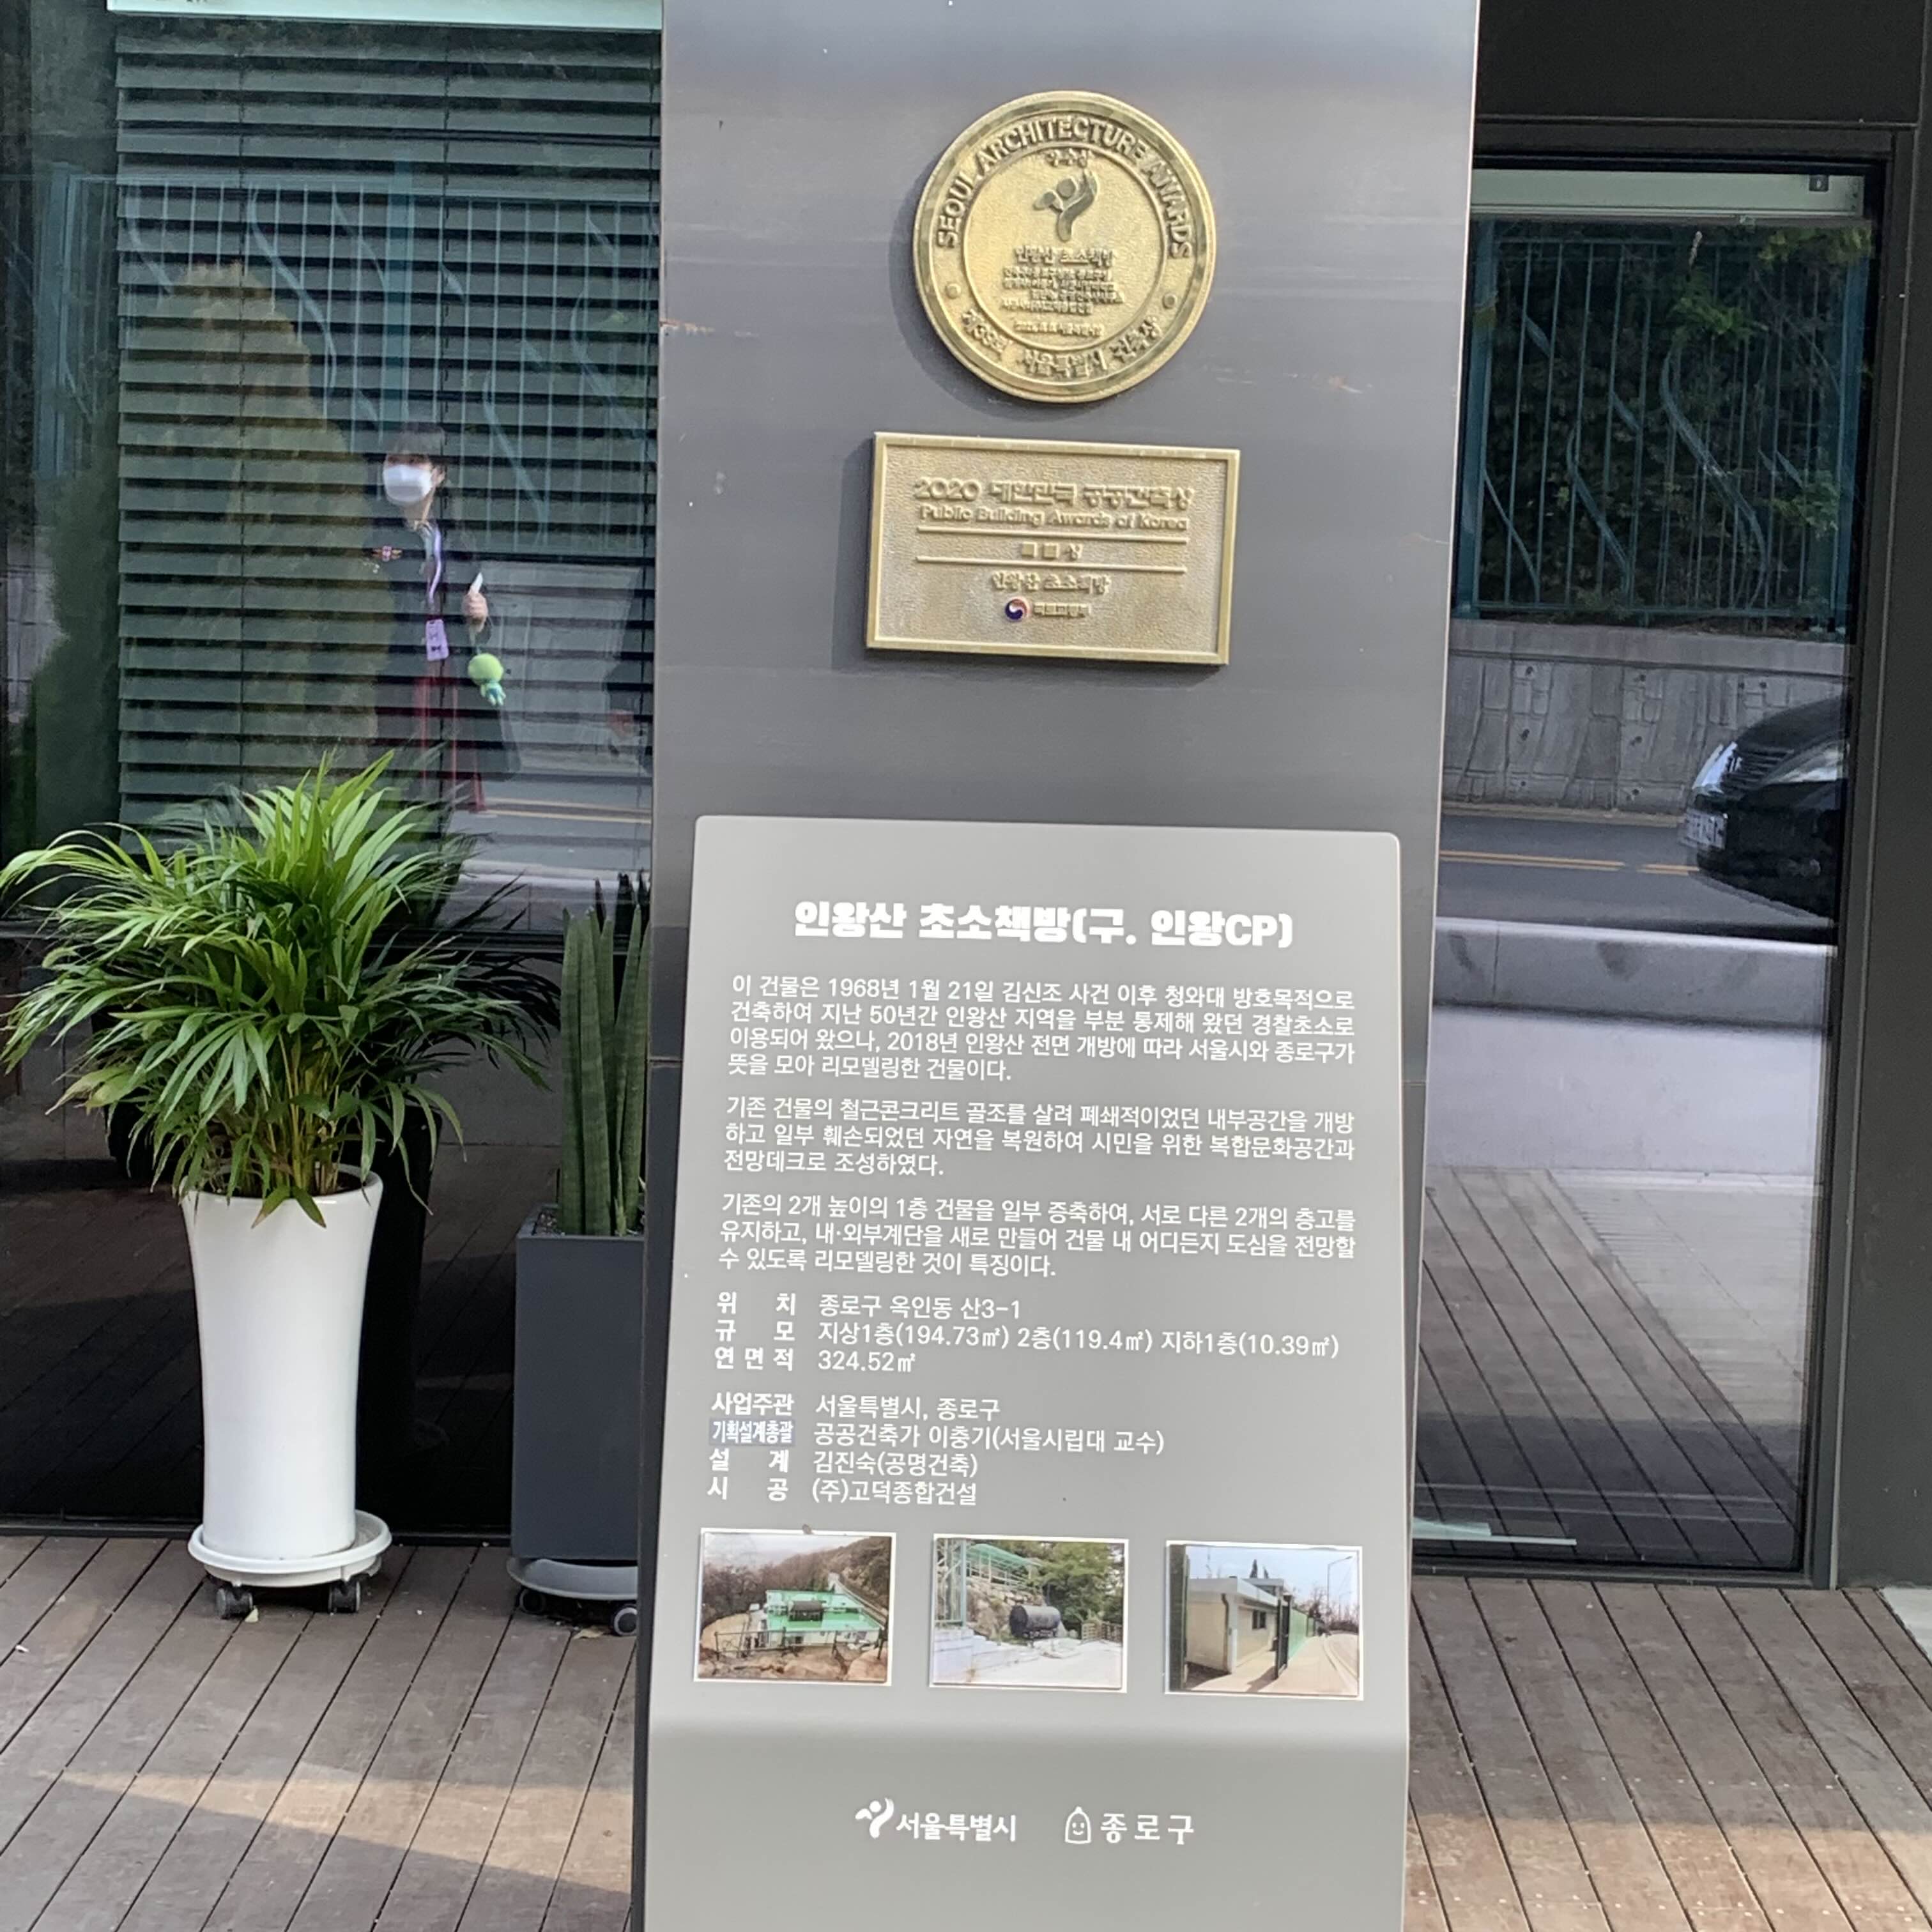 SEOUL ARCHITECTURE AWARDS
인왕산 초소책방
제38회 서울특별시 건축상
2020 대한민국 공공건축상
Public Building Awards of Korea
상
인왕산 초소책방
국토교통부
인왕산 초소책방(구. 인왕CP)
이 건물은 1968년 1월 21일 김신조 사건 이후 청와대 방호목적으로
건축하여 지난 50년간 인왕산 지역을 부분 통제해 왔던 경찰초소로
이용되어 왔으나, 2018년 인왕산 전면 개방에 따라 서울시와 종로구가
뜻을 모아 리모델링한 건물이다.
기존 건물의 철근콘크리트 골조를 살려 폐쇄적이었던 내부공간을 개방
하고 일부 훼손되었던 자연을 복원하여 시민을 위한 복합문화공간과
전망데크로 조성하였다.
기존의 2개 높이의 1층 건물을 일부 증축하여, 서로 다른 2개의 층고를
유지하고, 내·외부계단을 새로 만들어 건물 내 어디든지 도심을 전망할
수 있도록 리모델링한 것이 특징이다.
위 치 종로구 옥인동 산3-1
규 모 지상1층(194.73㎡) 2층(119.4㎡) 지하1층(10.39㎡)
연 면 적 324.52㎡
사업주관 서울특별시, 종로구
기획설계총괄 공공건축가 이충기(서울시립대 교수)
설 계 김진숙(공명건축)
시 공 (주)고덕종합건설
서울특별시 종로구